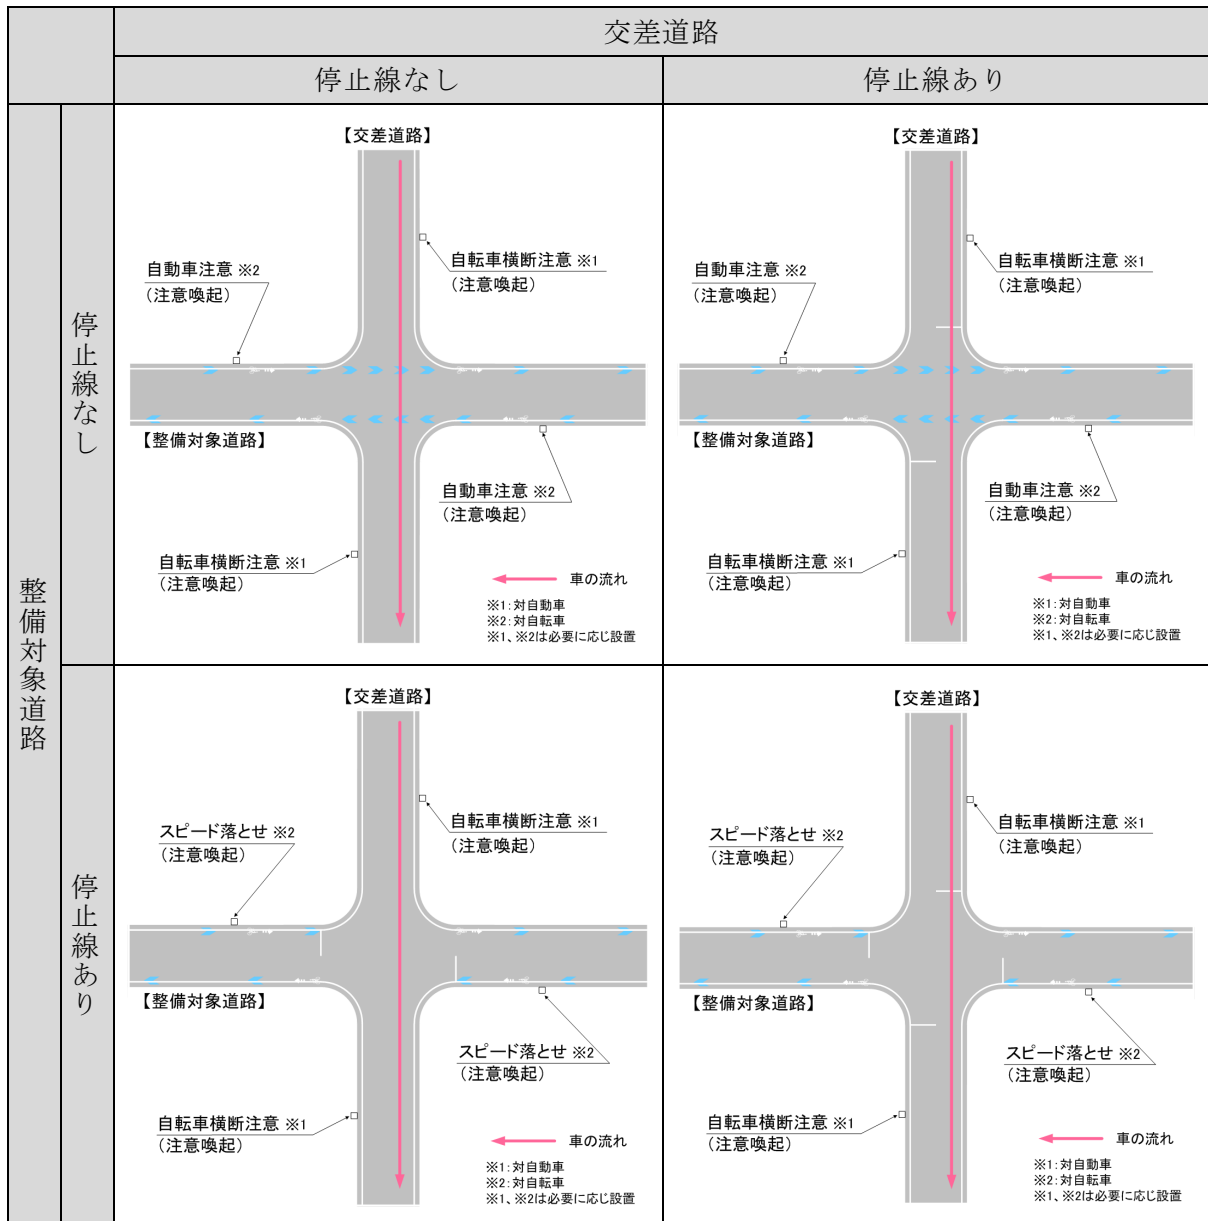 交差道路
停止線なし
停止線あり
整備対象道路
停止線なし
【交差道路】
自転車横断注意 ※1
(注意喚起)
自動車注意 ※2
(注意喚起)
【整備対象道路】
自動車注意 ※2
(注意喚起)
自転車横断注意 ※1
(注意喚起)
車の流れ
※1:対自動車
※2:対自転車
※1、※2は必要に応じ設置
【交差道路】
自転車横断注意 ※1
(注意喚起)
自動車注意 ※2
(注意喚起)
【整備対象道路】
自動車注意 ※2
(注意喚起)
自転車横断注意 ※1
(注意喚起)
車の流れ
※1:対自動車
※2:対自転車
※1、※2は必要に応じ設置
停止線あり
【交差道路】
自転車横断注意 ※1
(注意喚起)
スピード落とせ ※2
(注意喚起)
【整備対象道路】
スピード落とせ ※2
(注意喚起)
自転車横断注意 ※1
(注意喚起)
車の流れ
※1:対自動車
※2:対自転車
※1、※2は必要に応じ設置
【交差道路】
自転車横断注意 ※1
(注意喚起)
スピード落とせ ※2
(注意喚起)
【整備対象道路】
スピード落とせ ※2
(注意喚起)
自転車横断注意 ※1
(注意喚起)
車の流れ
※1:対自動車
※2:対自転車
※1、※2は必要に応じ設置